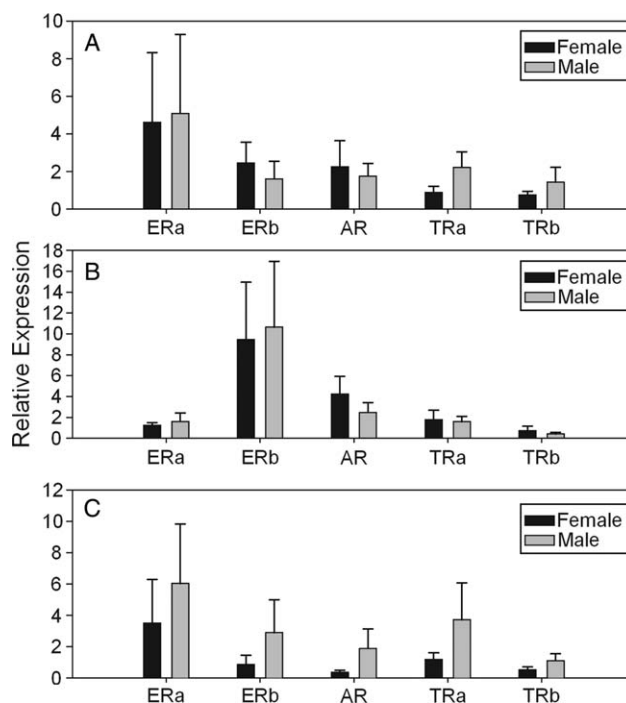 A
10
8
6
4
2
0
Female
Male
ERa ERb AR TRa TRb
Relative Expression
B
18
16
14
12
10
8
6
4
2
0
Female
Male
ERa ERb AR TRa TRb
C
12
10
8
6
4
2
0
Female
Male
ERa ERb AR TRa TRb